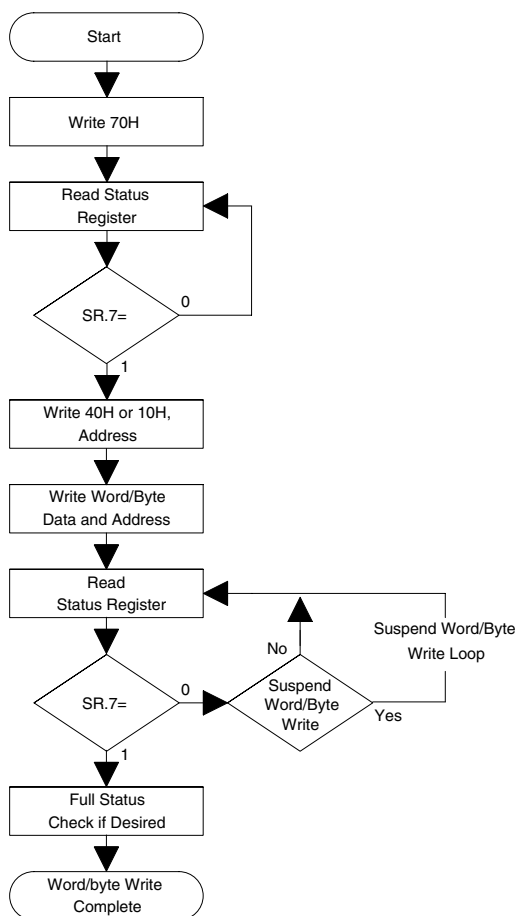 Start
Write 70H
Read Status
Register
SR.7=
0
1
Write 40H or 10H,
Address
Write Word/Byte
Data and Address
Read
Status Register
SR.7=
0
1
No
Suspend
Word/Byte
Write
Yes
Suspend Word/Byte
Write Loop
Full Status
Check if Desired
Word/byte Write
Complete